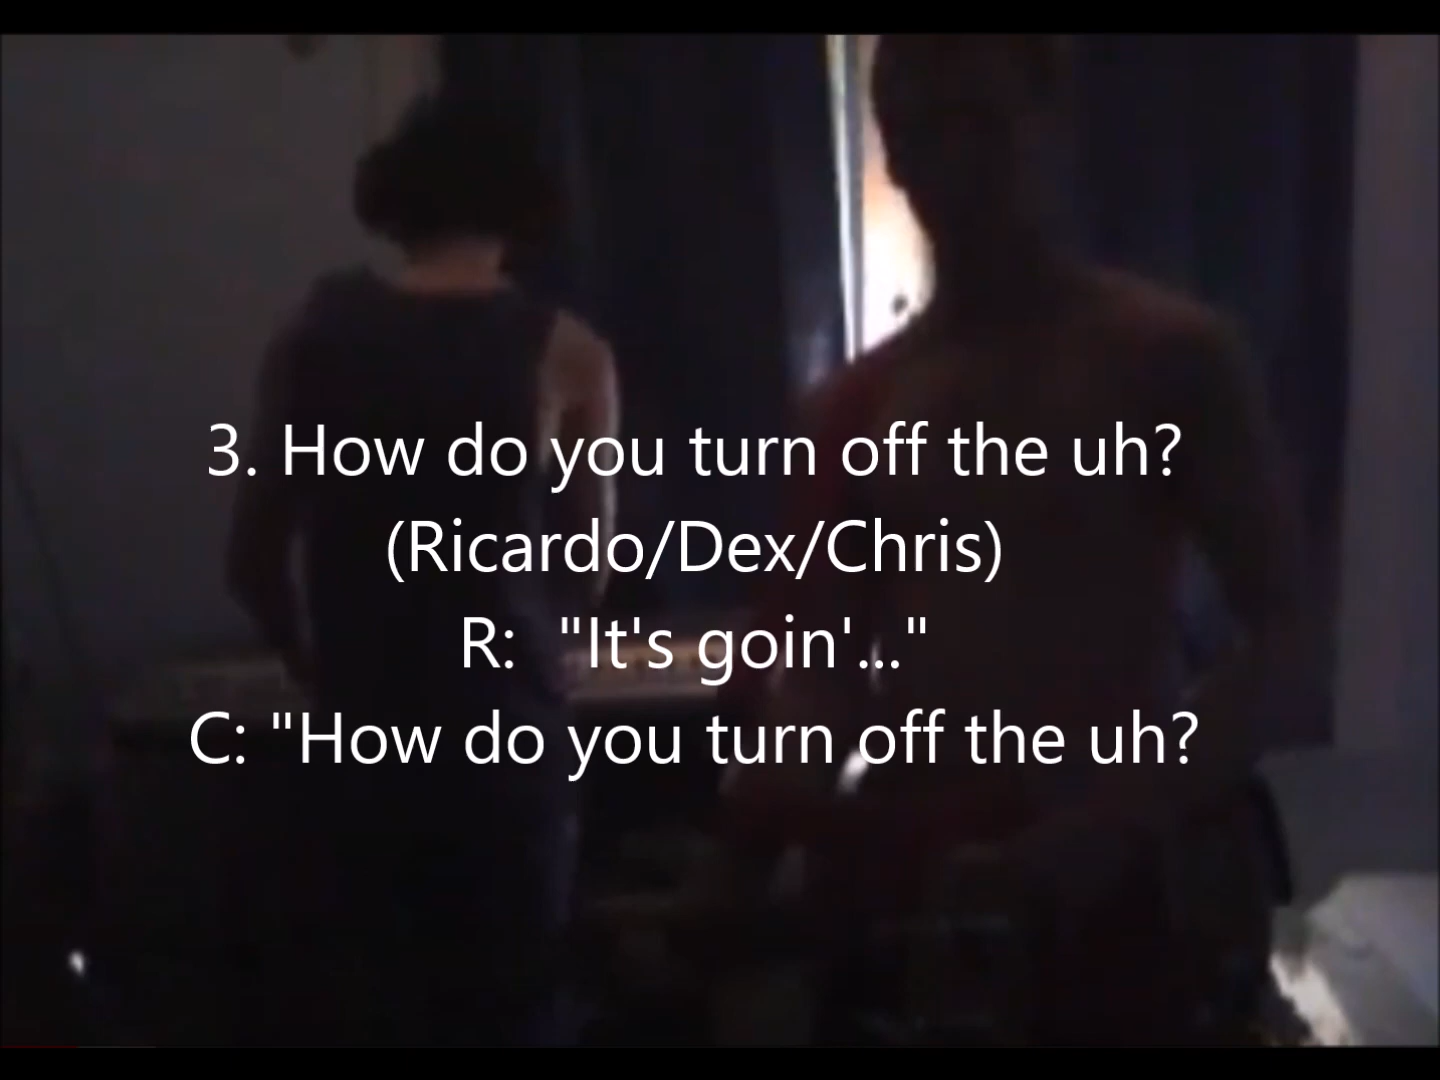 3. How do you turn off the uh?
(Ricardo/Dex/Chris)
R:  "It's goin'..."
C: "How do you turn off the uh?